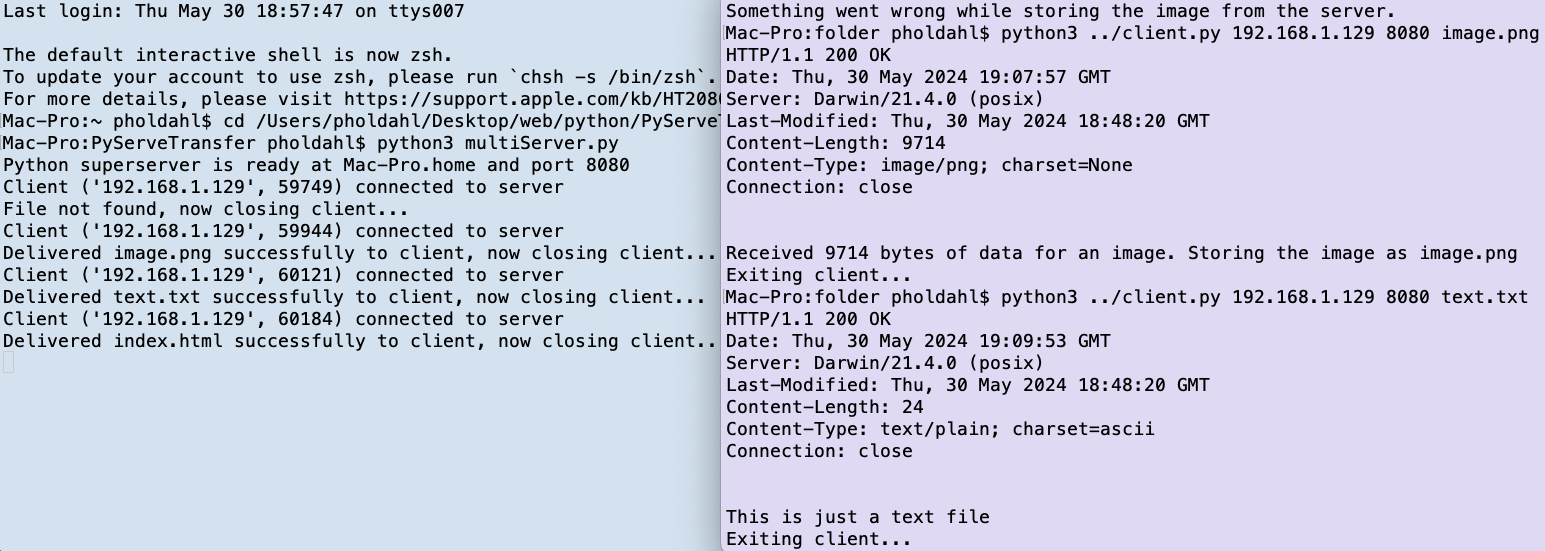 Last login: Thu May 30 18:57:47 on ttys007
The default interactive shell is now zsh.
To update your account to use zsh, please run `chsh -s /bin/zsh`.
For more details, please visit https://support.apple.com/kb/HT208
Mac-Pro:~ pholdahl$ cd /Users/pholdahl/Desktop/web/python/PyServe
Mac-Pro:PyServeTransfer pholdahl$ python3 multiServer.py
Python superserver is ready at Mac-Pro.home and port 8080
Client ('192.168.1.129', 59749) connected to server
File not found, now closing client...
Client ('192.168.1.129', 59944) connected to server
Delivered image.png successfully to client, now closing client...
Client ('192.168.1.129', 60121) connected to server
Delivered text.txt successfully to client, now closing client...
Client ('192.168.1.129', 60184) connected to server
Delivered index.html successfully to client, now closing client..
Something went wrong while storing the image from the server.
Mac-Pro:folder pholdahl$ python3 ../client.py 192.168.1.129 8080 image.png
HTTP/1.1 200 OK
Date: Thu, 30 May 2024 19:07:57 GMT
Server: Darwin/21.4.0 (posix)
Last-Modified: Thu, 30 May 2024 18:48:20 GMT
Content-Length: 9714
Content-Type: image/png; charset=None
Connection: close
Received 9714 bytes of data for an image. Storing the image as image.png
Exiting client...
Mac-Pro:folder pholdahl$ python3 ../client.py 192.168.1.129 8080 text.txt
HTTP/1.1 200 OK
Date: Thu, 30 May 2024 19:09:53 GMT
Server: Darwin/21.4.0 (posix)
Last-Modified: Thu, 30 May 2024 18:48:20 GMT
Content-Length: 24
Content-Type: text/plain; charset=ascii
Connection: close
This is just a text file
Exiting client...